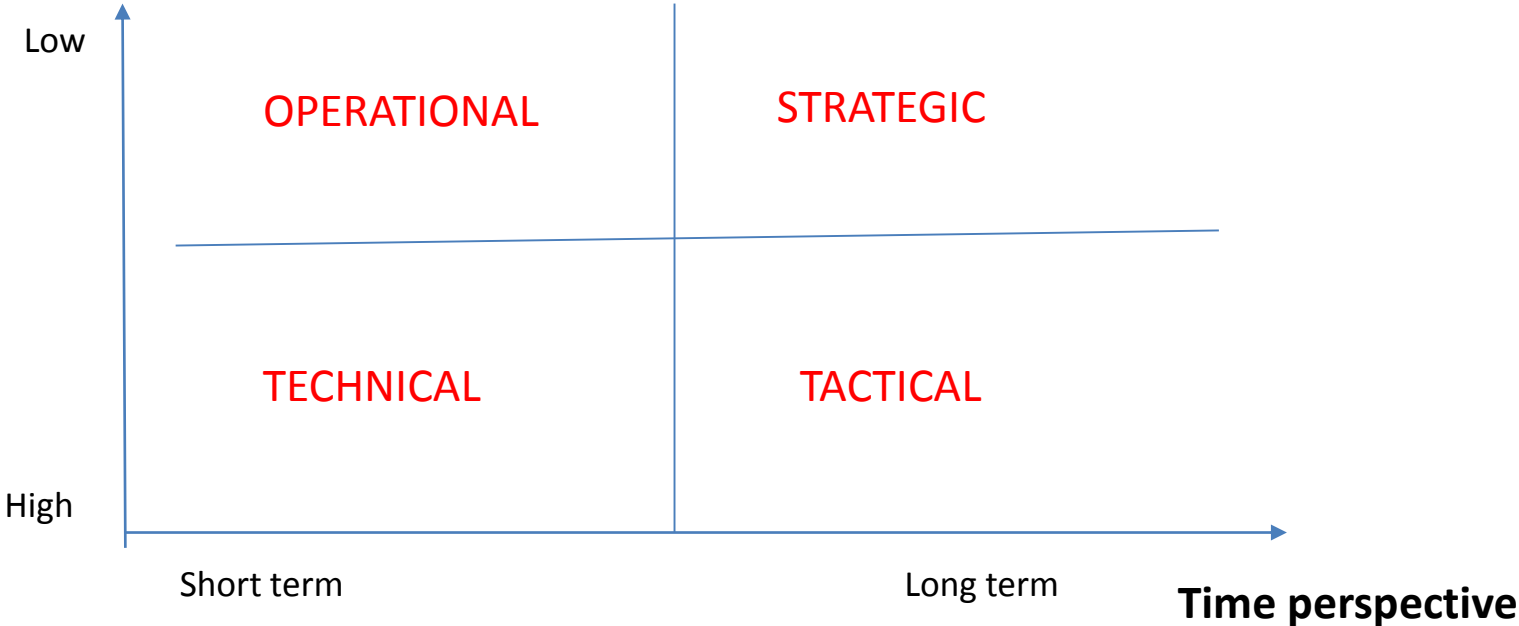 Low
OPERATIONAL
STRATEGIC
TECHNICAL
TACTICAL
High
Short term
Long term
Time perspective